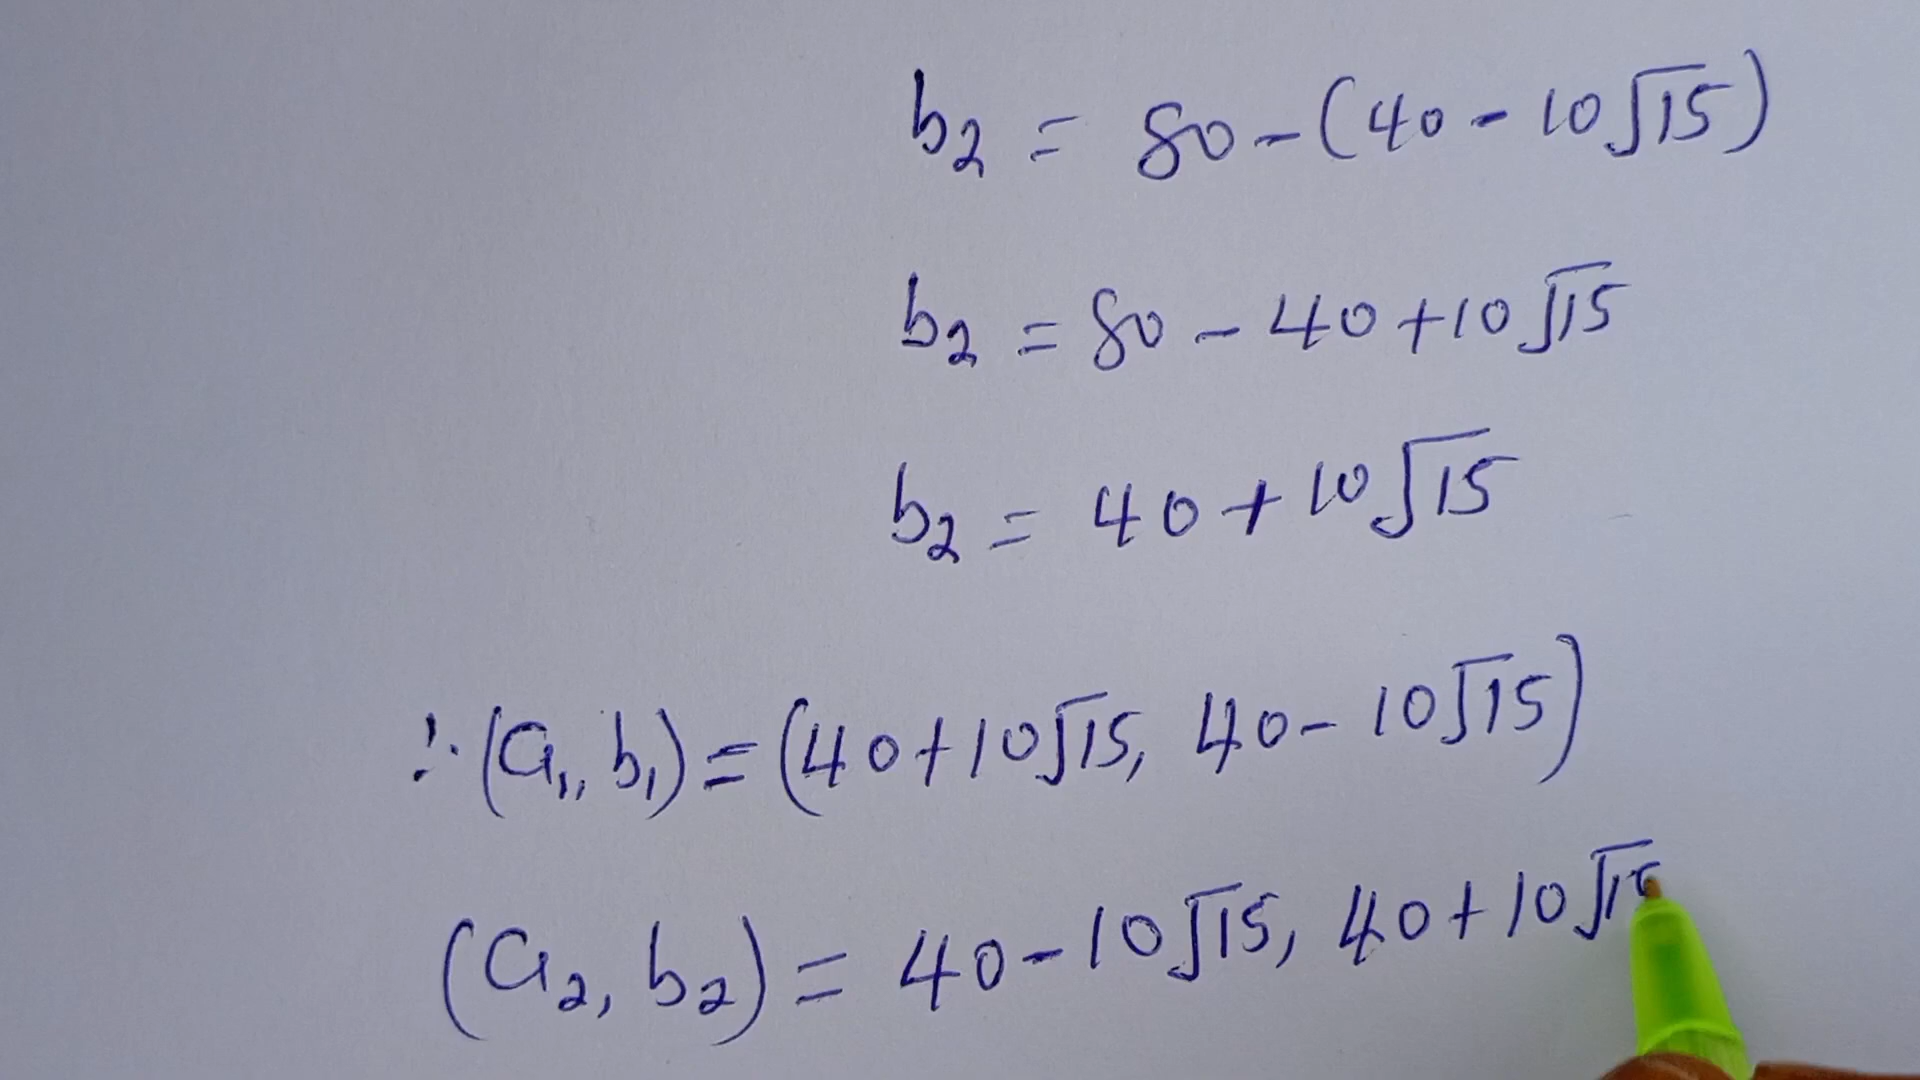 b₂ = 80 - (40 - 10√15)
b₂ = 80 - 40 + 10√15
b₂ = 40 + 10√15
∴ (a₁, b₁) = (40 + 10√15, 40 - 10√15)
(a₂, b₂) = 40 - 10√15, 40 + 10√15